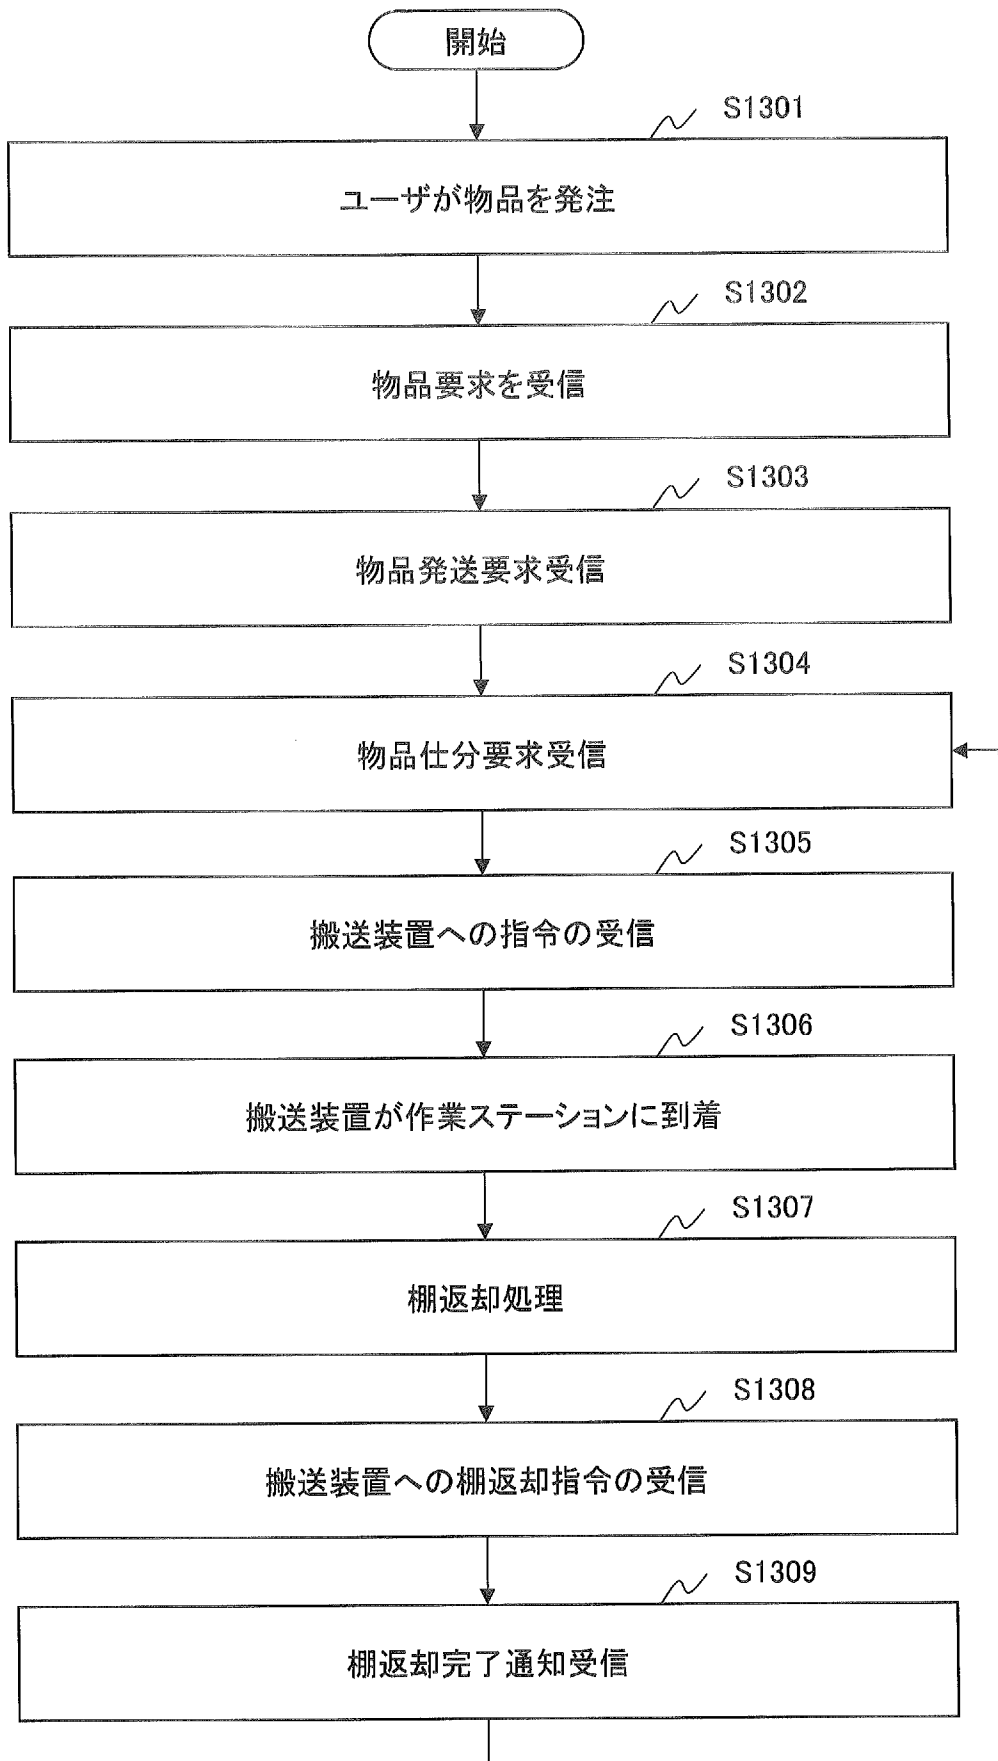 開始
S1301
ユーザが物品を発注
S1302
物品要求を受信
S1303
物品発送要求受信
S1304
物品仕分要求受信
S1305
搬送装置への指令の受信
S1306
搬送装置が作業ステーションに到着
S1307
棚返却処理
S1308
搬送装置への棚返却指令の受信
S1309
棚返却完了通知受信